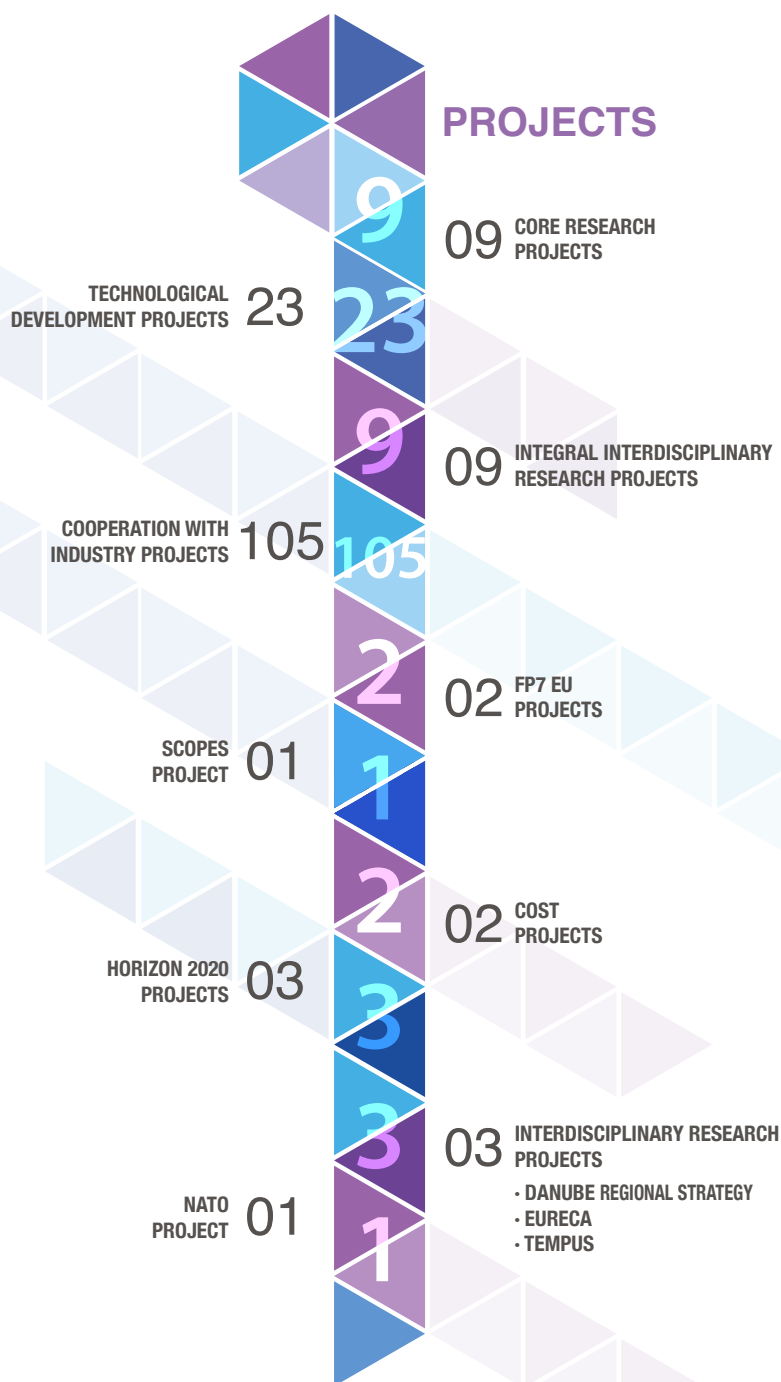 PROJECTS
9
09 CORE RESEARCH
PROJECTS
TECHNOLOGICAL
DEVELOPMENT PROJECTS 23
23
9
09 INTEGRAL INTERDISCIPLINARY
RESEARCH PROJECTS
COOPERATION WITH
INDUSTRY PROJECTS 105
105
2
02 FP7 EU
PROJECTS
SCOPES
PROJECT 01
1
2
02 COST
PROJECTS
HORIZON 2020
PROJECTS 03
3
3
03 INTERDISCIPLINARY RESEARCH
PROJECTS
• DANUBE REGIONAL STRATEGY
• EURECA
• TEMPUS
NATO
PROJECT 01
1